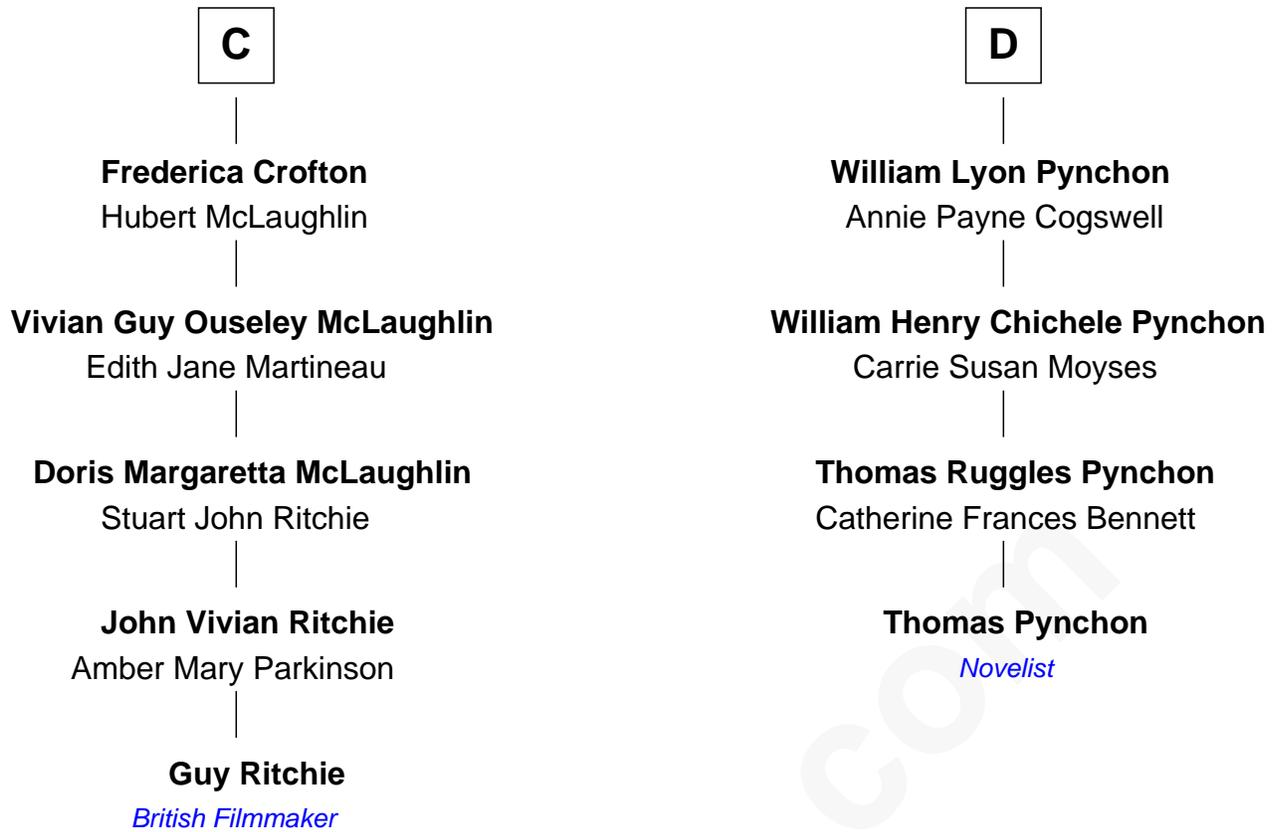 C
Frederica Crofton
Hubert McLaughlin
Vivian Guy Ouseley McLaughlin
Edith Jane Martineau
Doris Margaretta McLaughlin
Stuart John Ritchie
John Vivian Ritchie
Amber Mary Parkinson
Guy Ritchie
British Filmmaker
D
William Lyon Pynchon
Annie Payne Cogswell
William Henry Chichele Pynchon
Carrie Susan Moyses
Thomas Ruggles Pynchon
Catherine Frances Bennett
Thomas Pynchon
Novelist
com